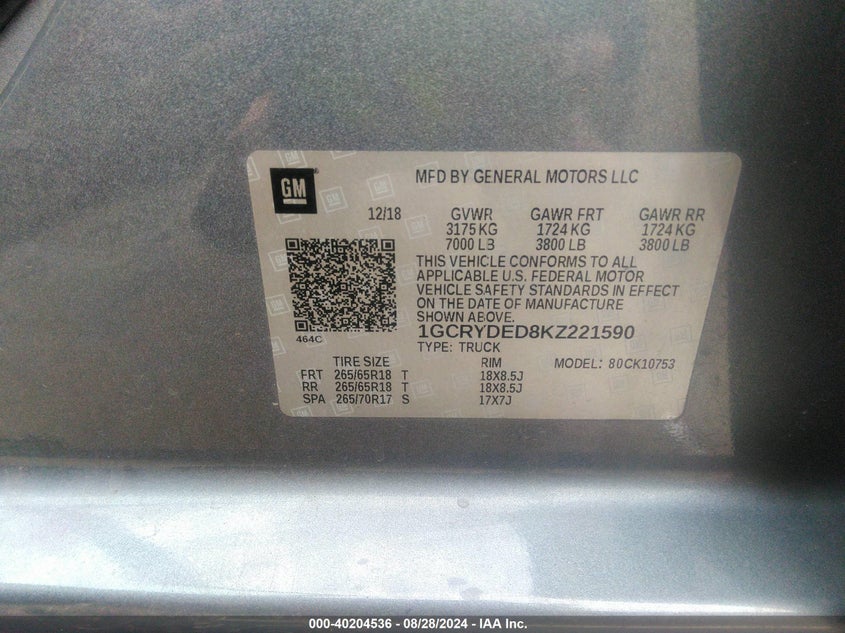 GM
MFD BY GENERAL MOTORS LLC
12/18 GVWR GAWR FRT GAWR RR
3175 KG 1724 KG 1724 KG
7000 LB 3800 LB 3800 LB
THIS VEHICLE CONFORMS TO ALL
APPLICABLE U.S. FEDERAL MOTOR
VEHICLE SAFETY STANDARDS IN EFFECT
ON THE DATE OF MANUFACTURE
SHOWN ABOVE.
1GCRYDED8KZ221590
464C
TYPE: TRUCK
TIRE SIZE RIM MODEL: 80CK10753
FRT 265/65R18 T 18X8.5J
RR 265/65R18 T 18X8.5J
SPA 265/70R17 S 17X7J
000-40204536 - 08/28/2024 - IAA Inc.